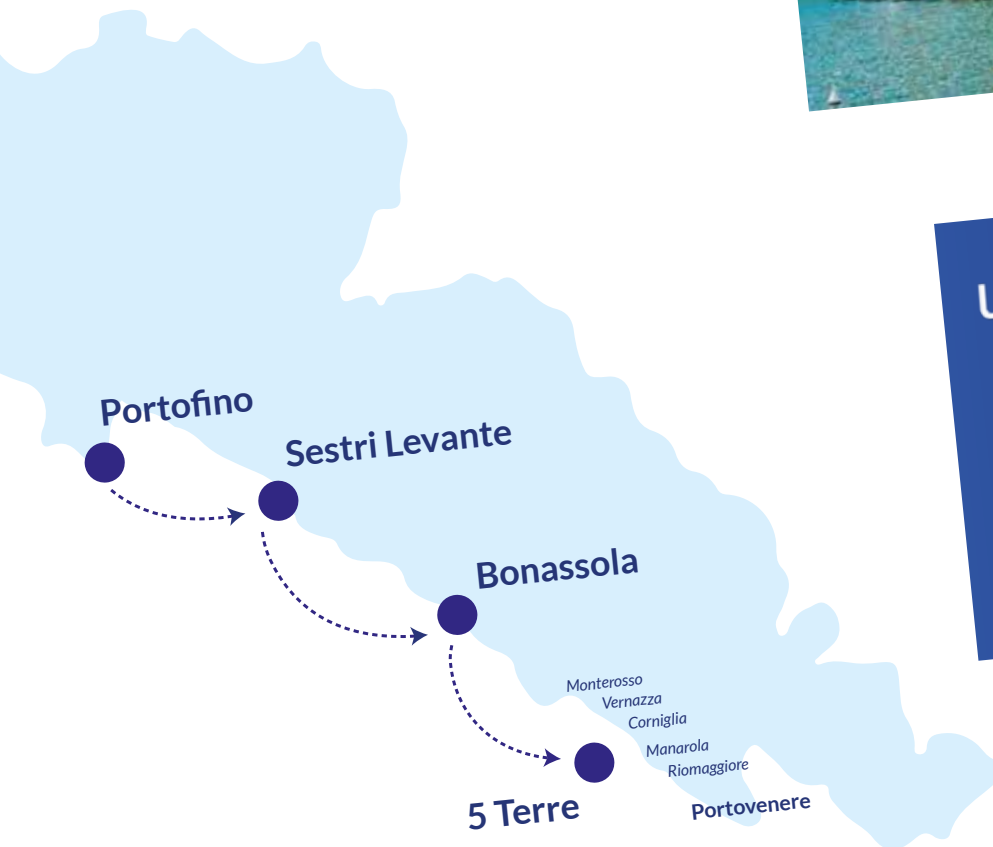 Portofino
Sestri Levante
Bonassola
Monterosso
Vernazza
Corniglia
Manarola
Riomaggiore
5 Terre
Portovenere